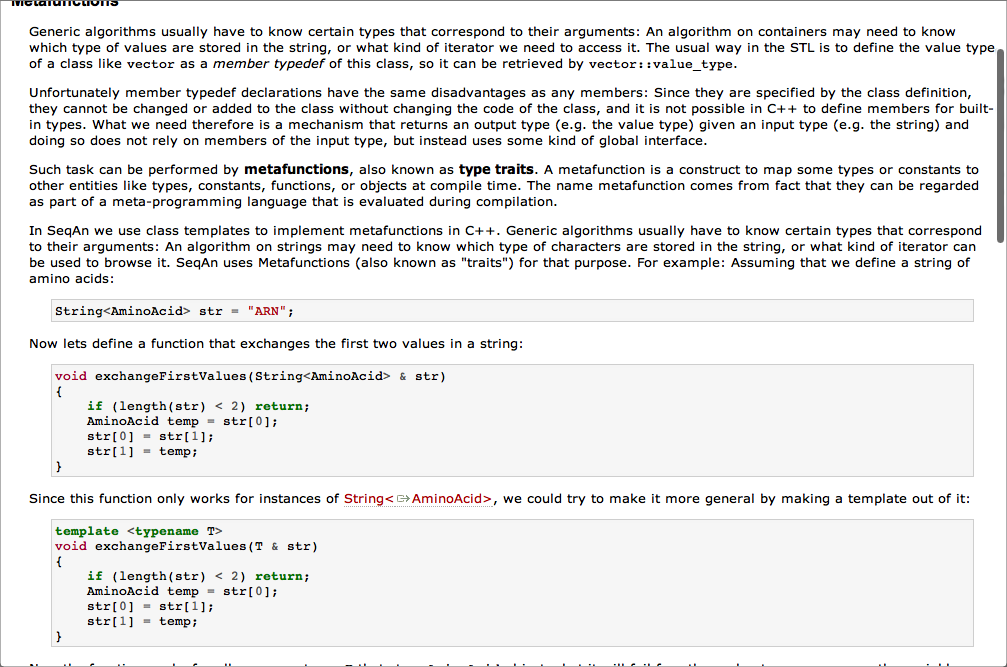 Metafunctions
Generic algorithms usually have to know certain types that correspond to their arguments: An algorithm on containers may need to know
which type of values are stored in the string, or what kind of iterator we need to access it. The usual way in the STL is to define the value type
of a class like vector as a member typedef of this class, so it can be retrieved by vector::value_type.
Unfortunately member typedef declarations have the same disadvantages as any members: Since they are specified by the class definition,
they cannot be changed or added to the class without changing the code of the class, and it is not possible in C++ to define members for built-
in types. What we need therefore is a mechanism that returns an output type (e.g. the value type) given an input type (e.g. the string) and
doing so does not rely on members of the input type, but instead uses some kind of global interface.
Such task can be performed by metafunctions, also known as type traits. A metafunction is a construct to map some types or constants to
other entities like types, constants, functions, or objects at compile time. The name metafunction comes from fact that they can be regarded
as part of a meta-programming language that is evaluated during compilation.
In SeqAn we use class templates to implement metafunctions in C++. Generic algorithms usually have to know certain types that correspond
to their arguments: An algorithm on strings may need to know which type of characters are stored in the string, or what kind of iterator can
be used to browse it. SeqAn uses Metafunctions (also known as "traits") for that purpose. For example: Assuming that we define a string of
amino acids:
String<AminoAcid> str = "ARN";
Now lets define a function that exchanges the first two values in a string:
void exchangeFirstValues(String<AminoAcid> & str)
{
if (length(str) < 2) return;
AminoAcid temp = str[0];
str[0] = str[1];
str[1] = temp;
}
Since this function only works for instances of String<AminoAcid>, we could try to make it more general by making a template out of it:
template <typename T>
void exchangeFirstValues(T & str)
{
if (length(str) < 2) return;
AminoAcid temp = str[0];
str[0] = str[1];
str[1] = temp;
}